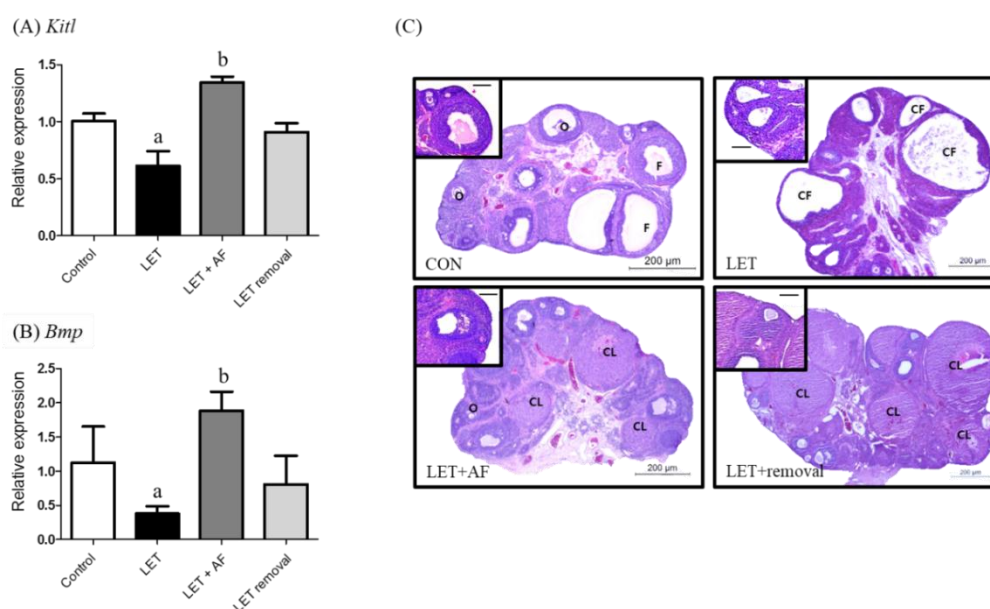 (A) Kitl
b
1.5
1.0
0.5
0.0
Relative expression
a
Control
LET
LET + AF
LET removal
(B) Bmp
b
2.5
2.0
1.5
1.0
0.5
0.0
Relative expression
a
Control
LET
LET + AF
LET removal
(C)
O
F
O
F
CON
200 µm
CF
CF
CF
LET
200 µm
CL
O
CL
CL
LET+AF
200 µm
CL
CL
CL
CL
LET+removal
200 µm